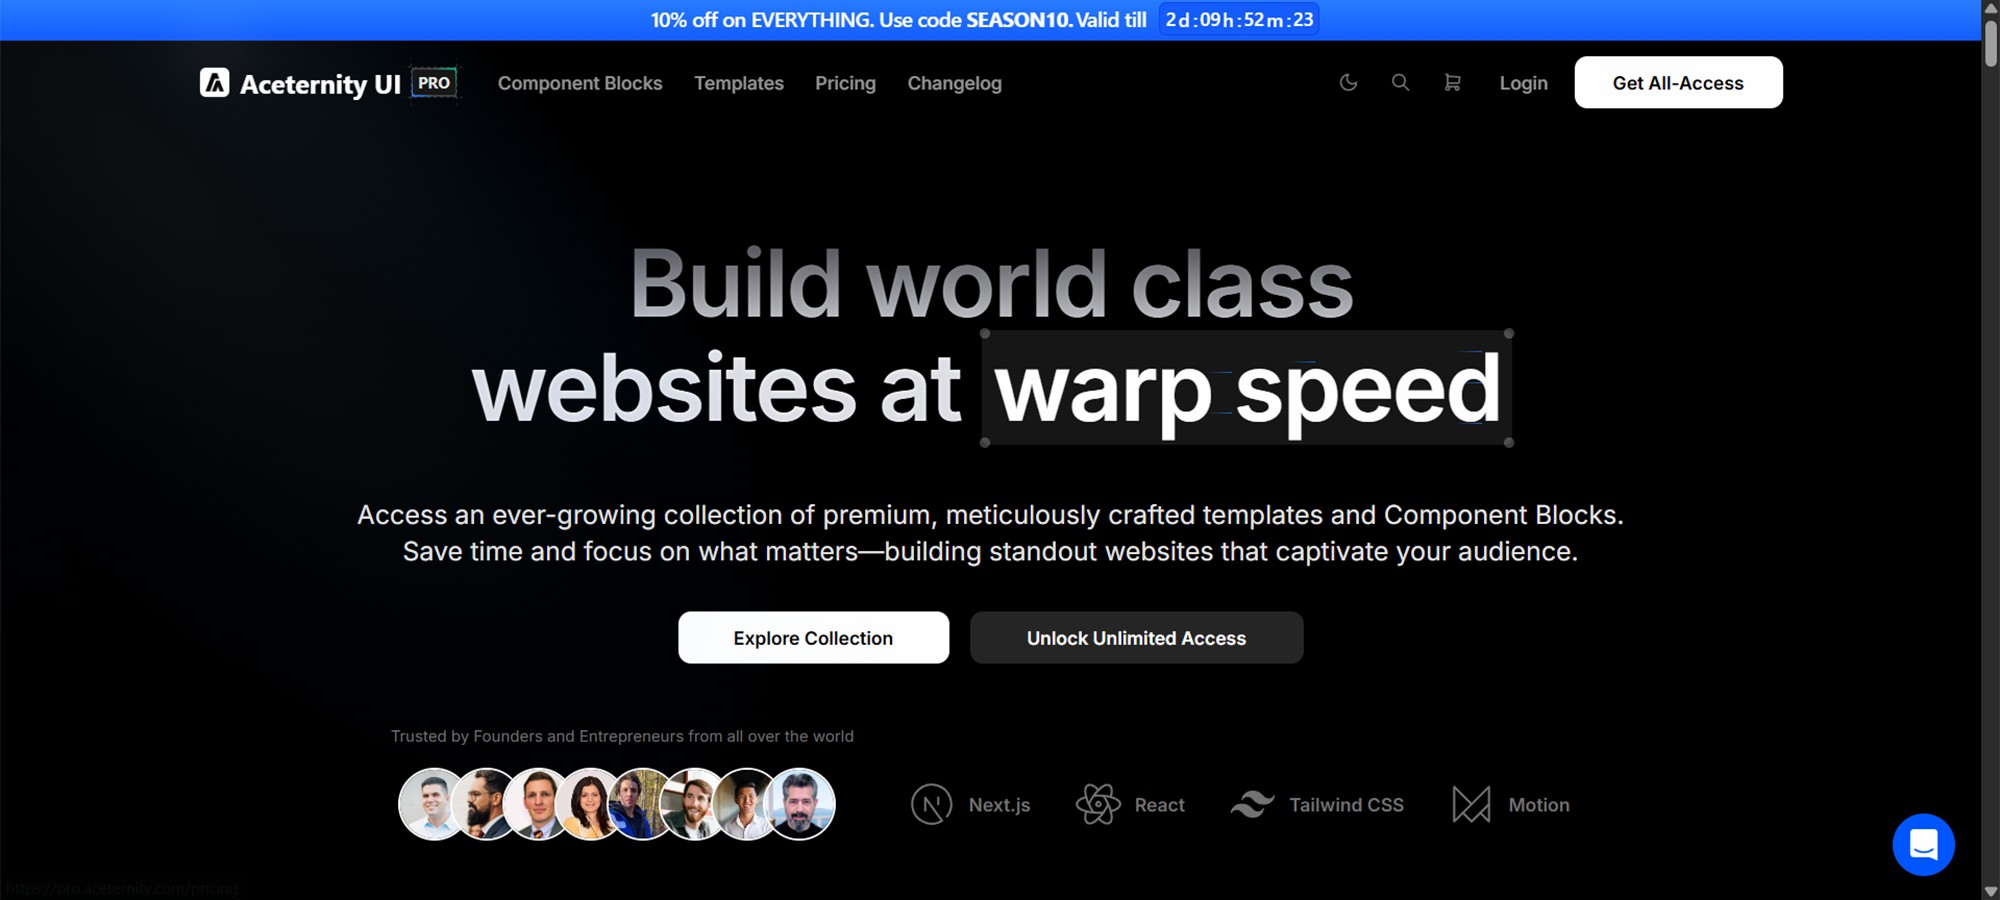 10% off on EVERYTHING. Use code SEASON10. Valid till 2d:09h:52m:23
Aceternity UI PRO Component Blocks Templates Pricing Changelog Login Get All-Access
Build world class
websites at warp speed
Access an ever-growing collection of premium, meticulously crafted templates and Component Blocks.
Save time and focus on what matters—building standout websites that captivate your audience.
Explore Collection Unlock Unlimited Access
Trusted by Founders and Entrepreneurs from all over the world
Next.js React Tailwind CSS Motion
https://pro.aceternity.com/pricing